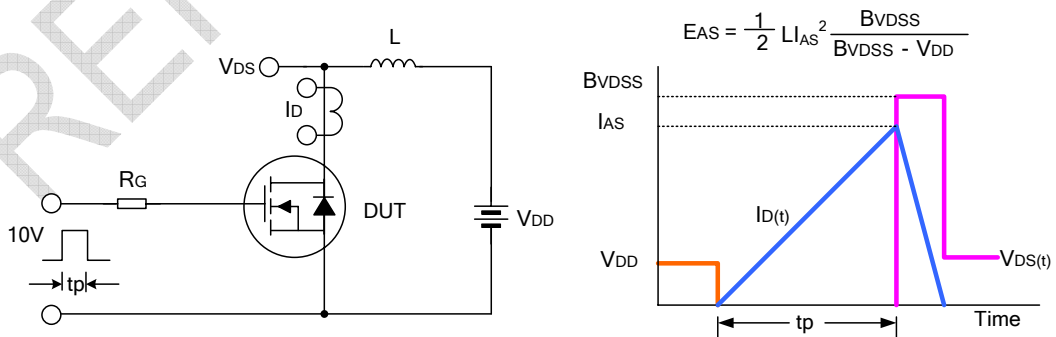 VDS
L
ID
RG
10V
tp
DUT
VDD
EAS = 1/2 LIAS² BVDSS / BVDSS - VDD
BVDSS
IAS
ID(t)
VDD
VDS(t)
tp
Time